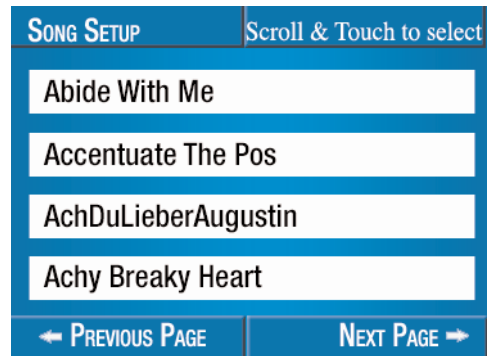 SONG SETUP
Scroll & Touch to select
Abide With Me
Accentuate The Pos
AchDuLieberAugustin
Achy Breaky Heart
PREVIOUS PAGE
NEXT PAGE